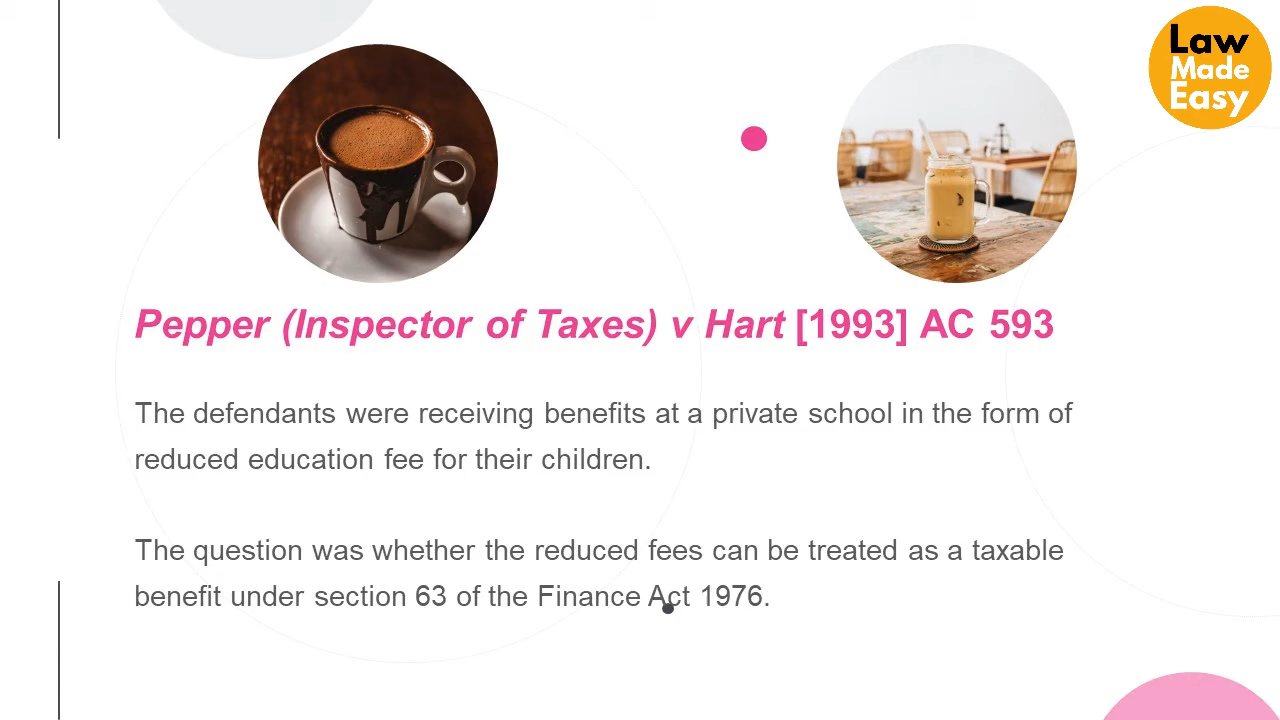 Law
Made
Easy
Pepper (Inspector of Taxes) v Hart [1993] AC 593
The defendants were receiving benefits at a private school in the form of
reduced education fee for their children.
The question was whether the reduced fees can be treated as a taxable
benefit under section 63 of the Finance Act 1976.